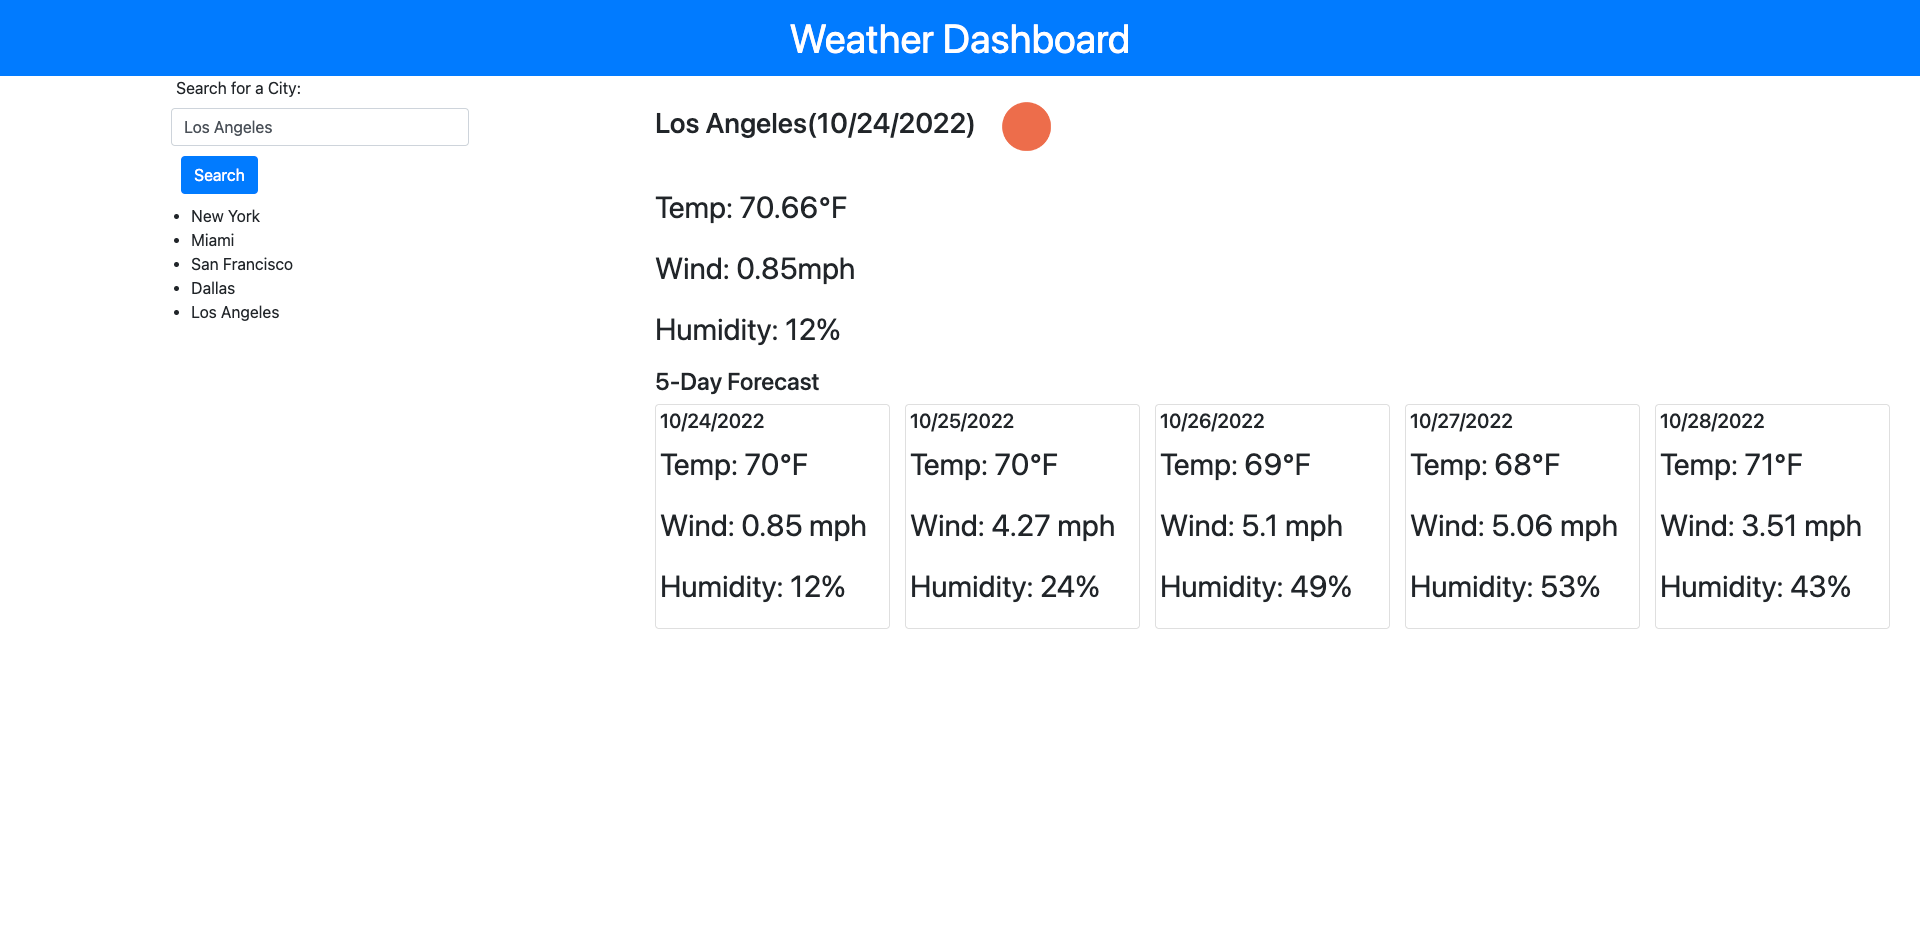 Weather Dashboard
Search for a City:
Los Angeles
Search
New York
Miami
San Francisco
Dallas
Los Angeles
Los Angeles(10/24/2022)
Temp: 70.66°F
Wind: 0.85mph
Humidity: 12%
5-Day Forecast
10/24/2022
Temp: 70°F
Wind: 0.85 mph
Humidity: 12%
10/25/2022
Temp: 70°F
Wind: 4.27 mph
Humidity: 24%
10/26/2022
Temp: 69°F
Wind: 5.1 mph
Humidity: 49%
10/27/2022
Temp: 68°F
Wind: 5.06 mph
Humidity: 53%
10/28/2022
Temp: 71°F
Wind: 3.51 mph
Humidity: 43%